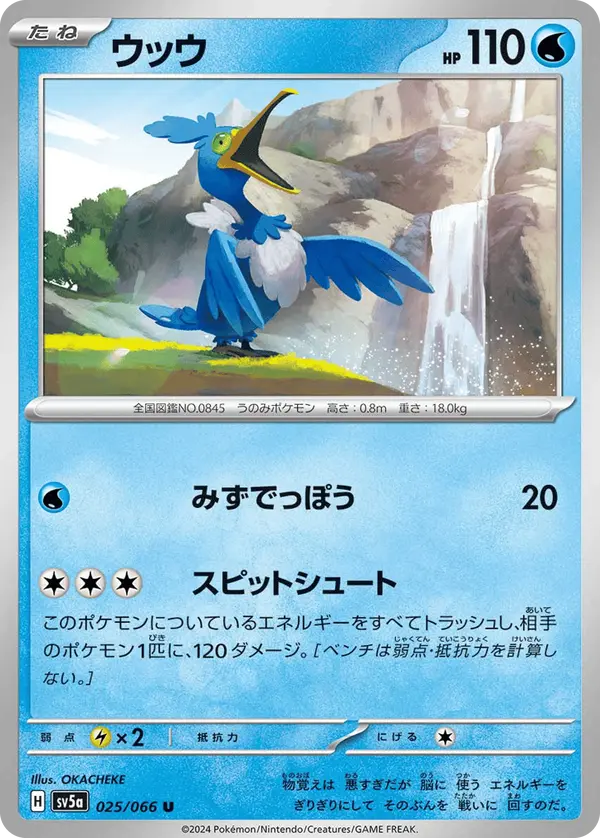 たね ウッウ HP 110
全国図鑑NO.0845 うのみポケモン 高さ:0.8m 重さ:18.0kg
みずでっぽう 20
スピットシュート
このポケモンについているエネルギーをすべてトラッシュし、相手
のポケモン1匹に、120ダメージ。[ベンチは弱点・抵抗力を計算し
ない。]
弱点 ×2 抵抗力 にげる
Illus. OKACHEKE
H sv5a 025/066 U
物覚えは 悪すぎだが 脳に 使う エネルギーを
ぎりぎりにして そのぶんを 戦いに 回すのだ。
©2024 Pokémon/Nintendo/Creatures/GAME FREAK.